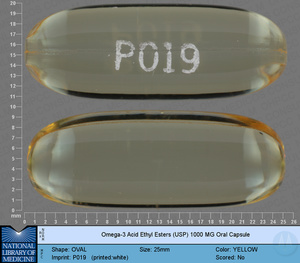 P019
mm
Omega-3 Acid Ethyl Esters (USP) 1000 MG Oral Capsule
NATIONAL
LIBRARY OF
MEDICINE
Shape: OVAL Size: 25mm Color: YELLOW
Imprint: P019 (printed:white) Scored: No